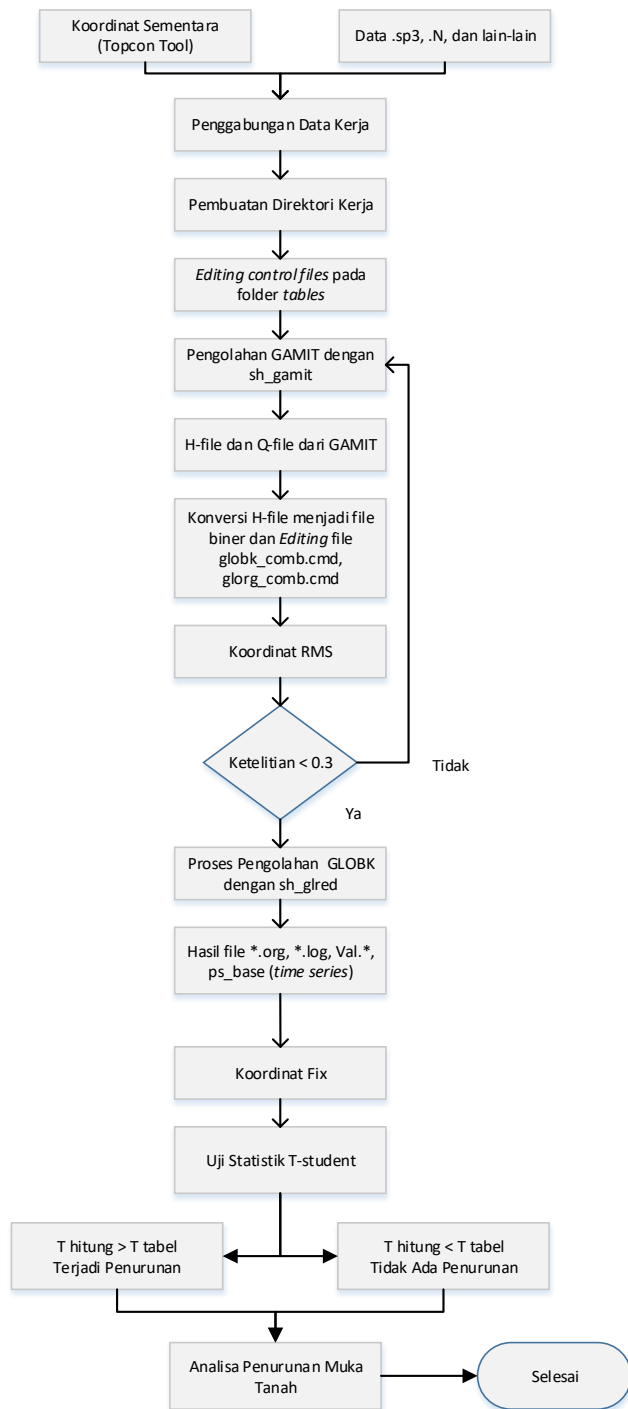 Koordinat Sementara
(Topcon Tool)
Data .sp3, .N, dan lain-lain
Penggabungan Data Kerja
Pembuatan Direktori Kerja
Editing control files pada
folder tables
Pengolahan GAMIT dengan
sh_gamit
H-file dan Q-file dari GAMIT
Konversi H-file menjadi file
biner dan Editing file
globk_comb.cmd,
glorg_comb.cmd
Koordinat RMS
Ketelitian < 0.3
Tidak
Ya
Proses Pengolahan GLOBK
dengan sh_glred
Hasil file *.org, *.log, Val.*,
ps_base (time series)
Koordinat Fix
Uji Statistik T-student
T hitung > T tabel
Terjadi Penurunan
T hitung < T tabel
Tidak Ada Penurunan
Analisa Penurunan Muka
Tanah
Selesai